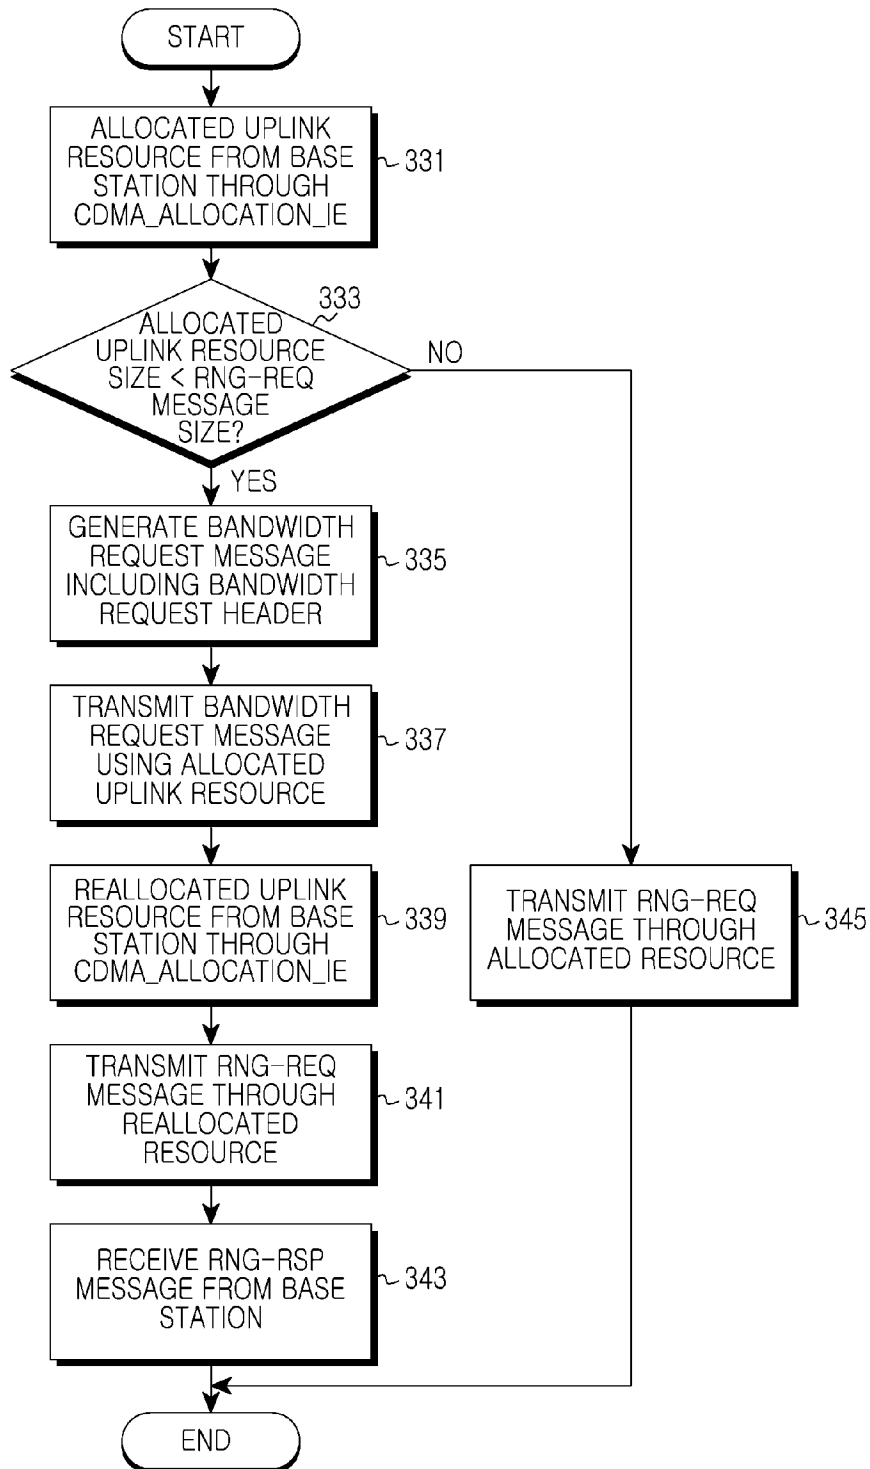 START
ALLOCATED UPLINK
RESOURCE FROM BASE
STATION THROUGH
CDMA_ALLOCATION_IE
331
333
ALLOCATED
UPLINK RESOURCE
SIZE < RNG-REQ
MESSAGE
SIZE?
NO
YES
GENERATE BANDWIDTH
REQUEST MESSAGE
INCLUDING BANDWIDTH
REQUEST HEADER
335
TRANSMIT BANDWIDTH
REQUEST MESSAGE
USING ALLOCATED
UPLINK RESOURCE
337
REALLOCATED UPLINK
RESOURCE FROM BASE
STATION THROUGH
CDMA_ALLOCATION_IE
339
TRANSMIT RNG-REQ
MESSAGE THROUGH
ALLOCATED RESOURCE
345
TRANSMIT RNG-REQ
MESSAGE THROUGH
REALLOCATED
RESOURCE
341
RECEIVE RNG-RSP
MESSAGE FROM BASE
STATION
343
END